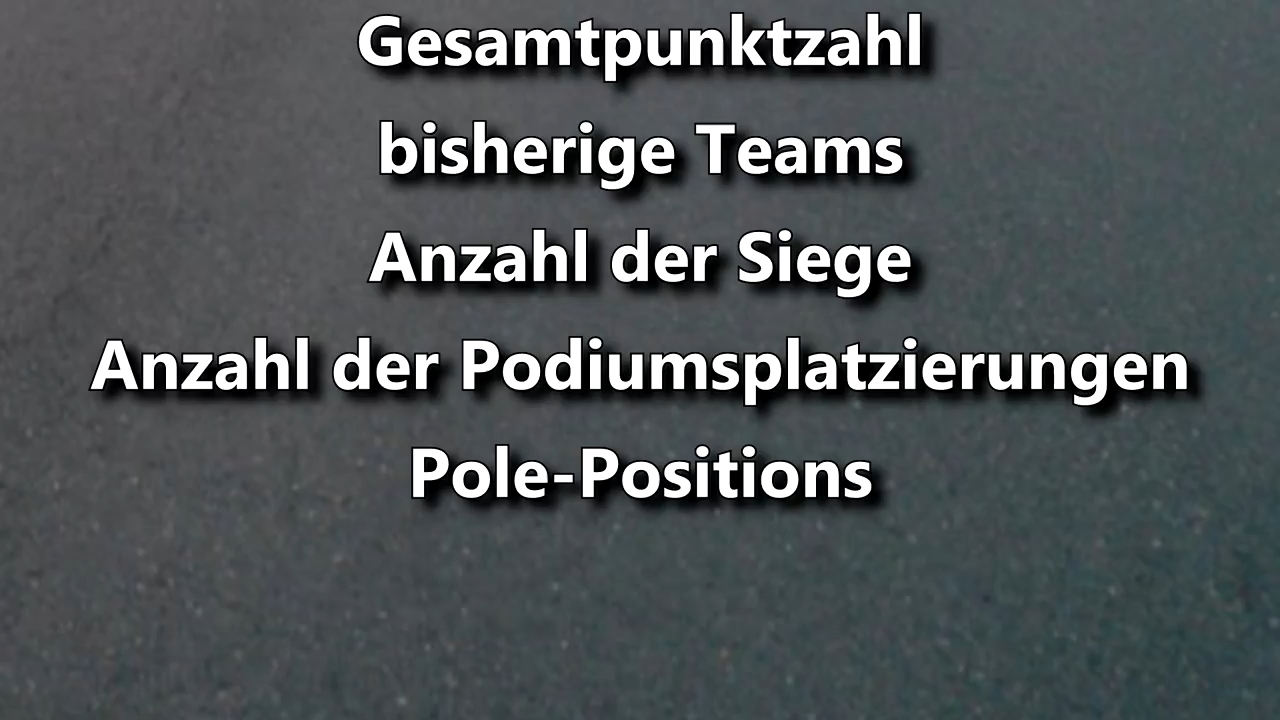 Gesamtpunktzahl
bisherige Teams
Anzahl der Siege
Anzahl der Podiumsplatzierungen
Pole-Positions